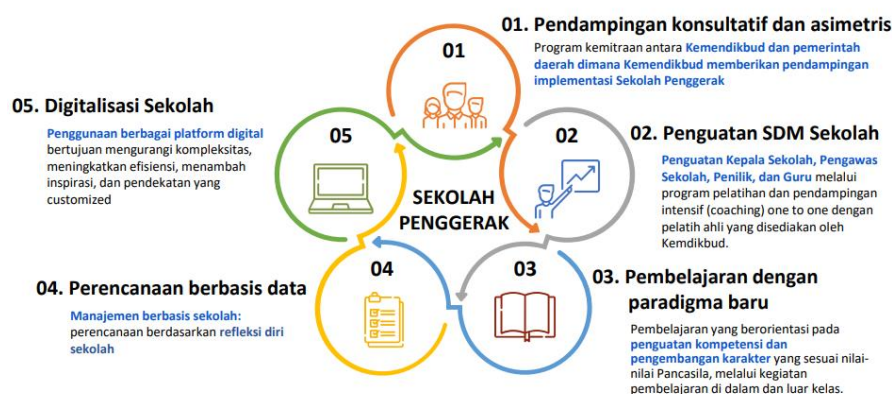 01. Pendampingan konsultatif dan asimetris
Program kemitraan antara Kemendikbud dan pemerintah
daerah dimana Kemendikbud memberikan pendampingan
implementasi Sekolah Penggerak
01
02
02. Penguatan SDM Sekolah
Penguatan Kepala Sekolah, Pengawas
Sekolah, Penilik, dan Guru melalui
program pelatihan dan pendampingan
intensif (coaching) one to one dengan
pelatih ahli yang disediakan oleh
Kemdikbud.
03
03. Pembelajaran dengan
paradigma baru
Pembelajaran yang berorientasi pada
penguatan kompetensi dan
pengembangan karakter yang sesuai nilai-
nilai Pancasila, melalui kegiatan
pembelajaran di dalam dan luar kelas.
04
04. Perencanaan berbasis data
Manajemen berbasis sekolah:
perencanaan berdasarkan refleksi diri
sekolah
05
05. Digitalisasi Sekolah
Penggunaan berbagai platform digital
bertujuan mengurangi kompleksitas,
meningkatkan efisiensi, menambah
inspirasi, dan pendekatan yang
customized
SEKOLAH
PENGGERAK